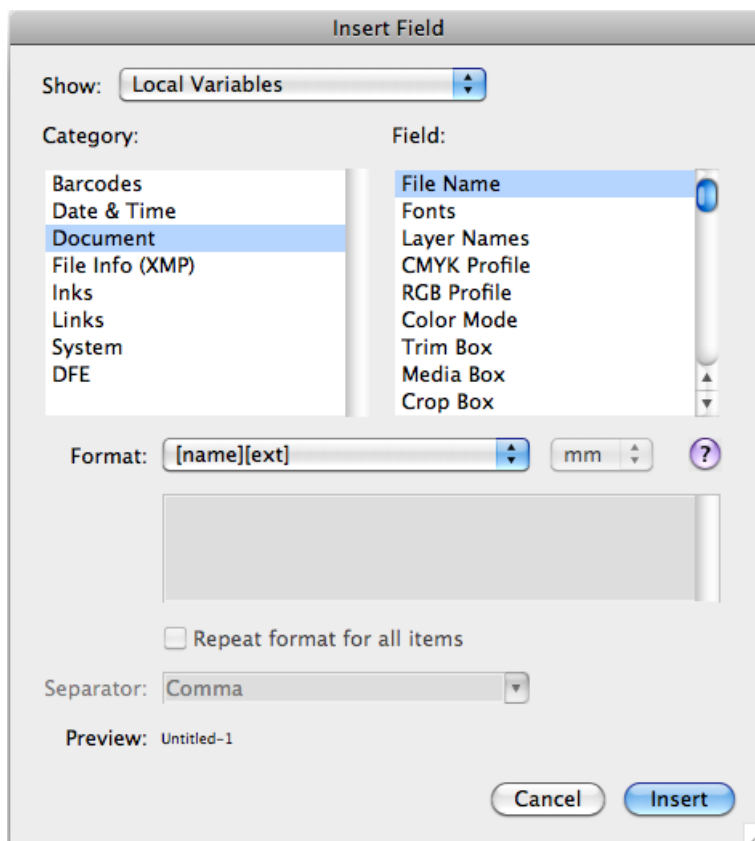 Insert Field
Show: Local Variables
Category:
Field:
Barcodes
Date & Time
Document
File Info (XMP)
Inks
Links
System
DFE
File Name
Fonts
Layer Names
CMYK Profile
RGB Profile
Color Mode
Trim Box
Media Box
Crop Box
Format: [name][ext] mm ?
Repeat format for all items
Separator: Comma
Preview: Untitled-1
Cancel Insert